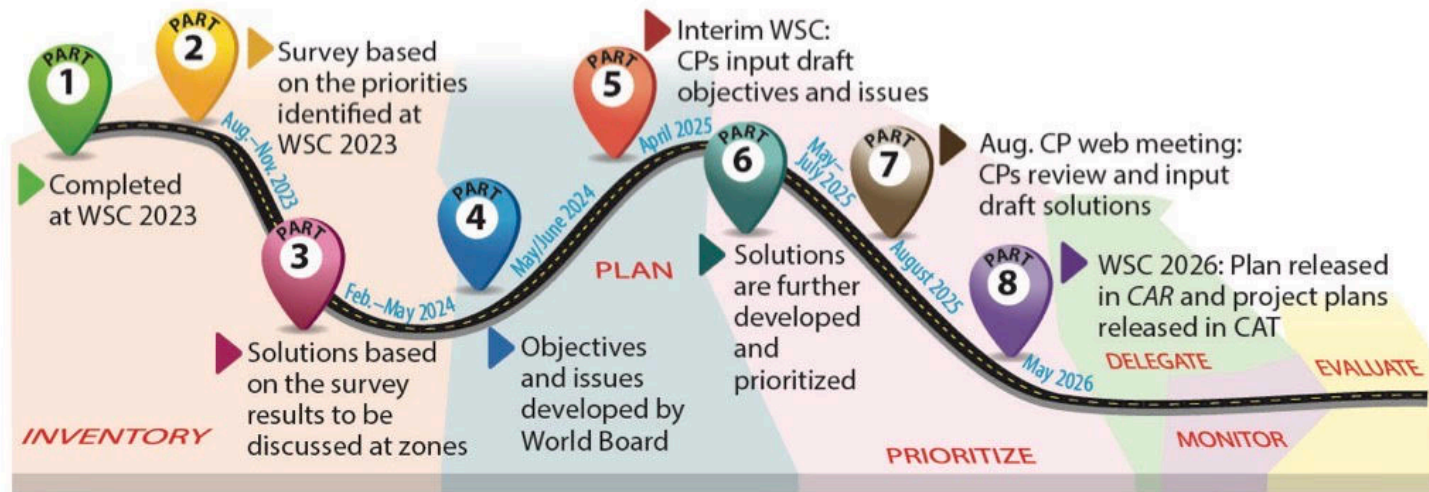 PART
1
Completed
at WSC 2023
PART
2
Survey based
on the priorities
identified at
WSC 2023
Aug.–Nov. 2023
PART
3
Solutions based
on the survey
results to be
discussed at zones
Feb.–May 2024
INVENTORY
PART
4
Objectives
and issues
developed by
World Board
May/June 2024
PART
5
Interim WSC:
CPs input draft
objectives and issues
April 2025
PLAN
PART
6
Solutions
are further
developed
and
prioritized
May–
July 2025
PART
7
Aug. CP web meeting:
CPs review and input
draft solutions
August 2025
PRIORITIZE
PART
8
WSC 2026: Plan released
in CAR and project plans
released in CAT
May 2026
DELEGATE
MONITOR
EVALUATE